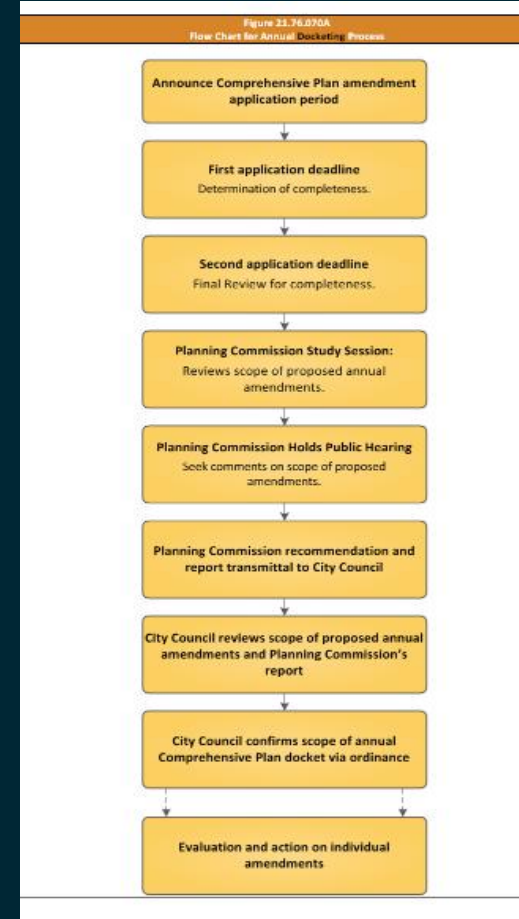 Figure 21.76.070A
Flow Chart for Annual Docketing Process
Announce Comprehensive Plan amendment
application period
First application deadline
Determination of completeness.
Second application deadline
Final Review for completeness.
Planning Commission Study Session:
Reviews scope of proposed annual
amendments.
Planning Commission Holds Public Hearing
Seek comments on scope of proposed
amendments.
Planning Commission recommendation and
report transmittal to City Council
City Council reviews scope of proposed annual
amendments and Planning Commission's
report
City Council confirms scope of annual
Comprehensive Plan docket via ordinance
Evaluation and action on individual
amendments